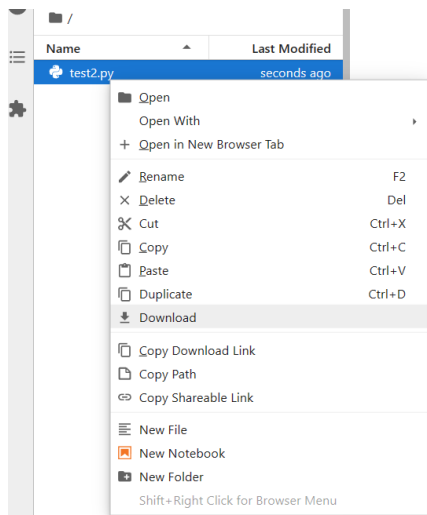 /
Name Last Modified
test2.py seconds ago
Open
Open With
Open in New Browser Tab
Rename F2
Delete Del
Cut Ctrl+X
Copy Ctrl+C
Paste Ctrl+V
Duplicate Ctrl+D
Download
Copy Download Link
Copy Path
Copy Shareable Link
New File
New Notebook
New Folder
Shift+Right Click for Browser Menu